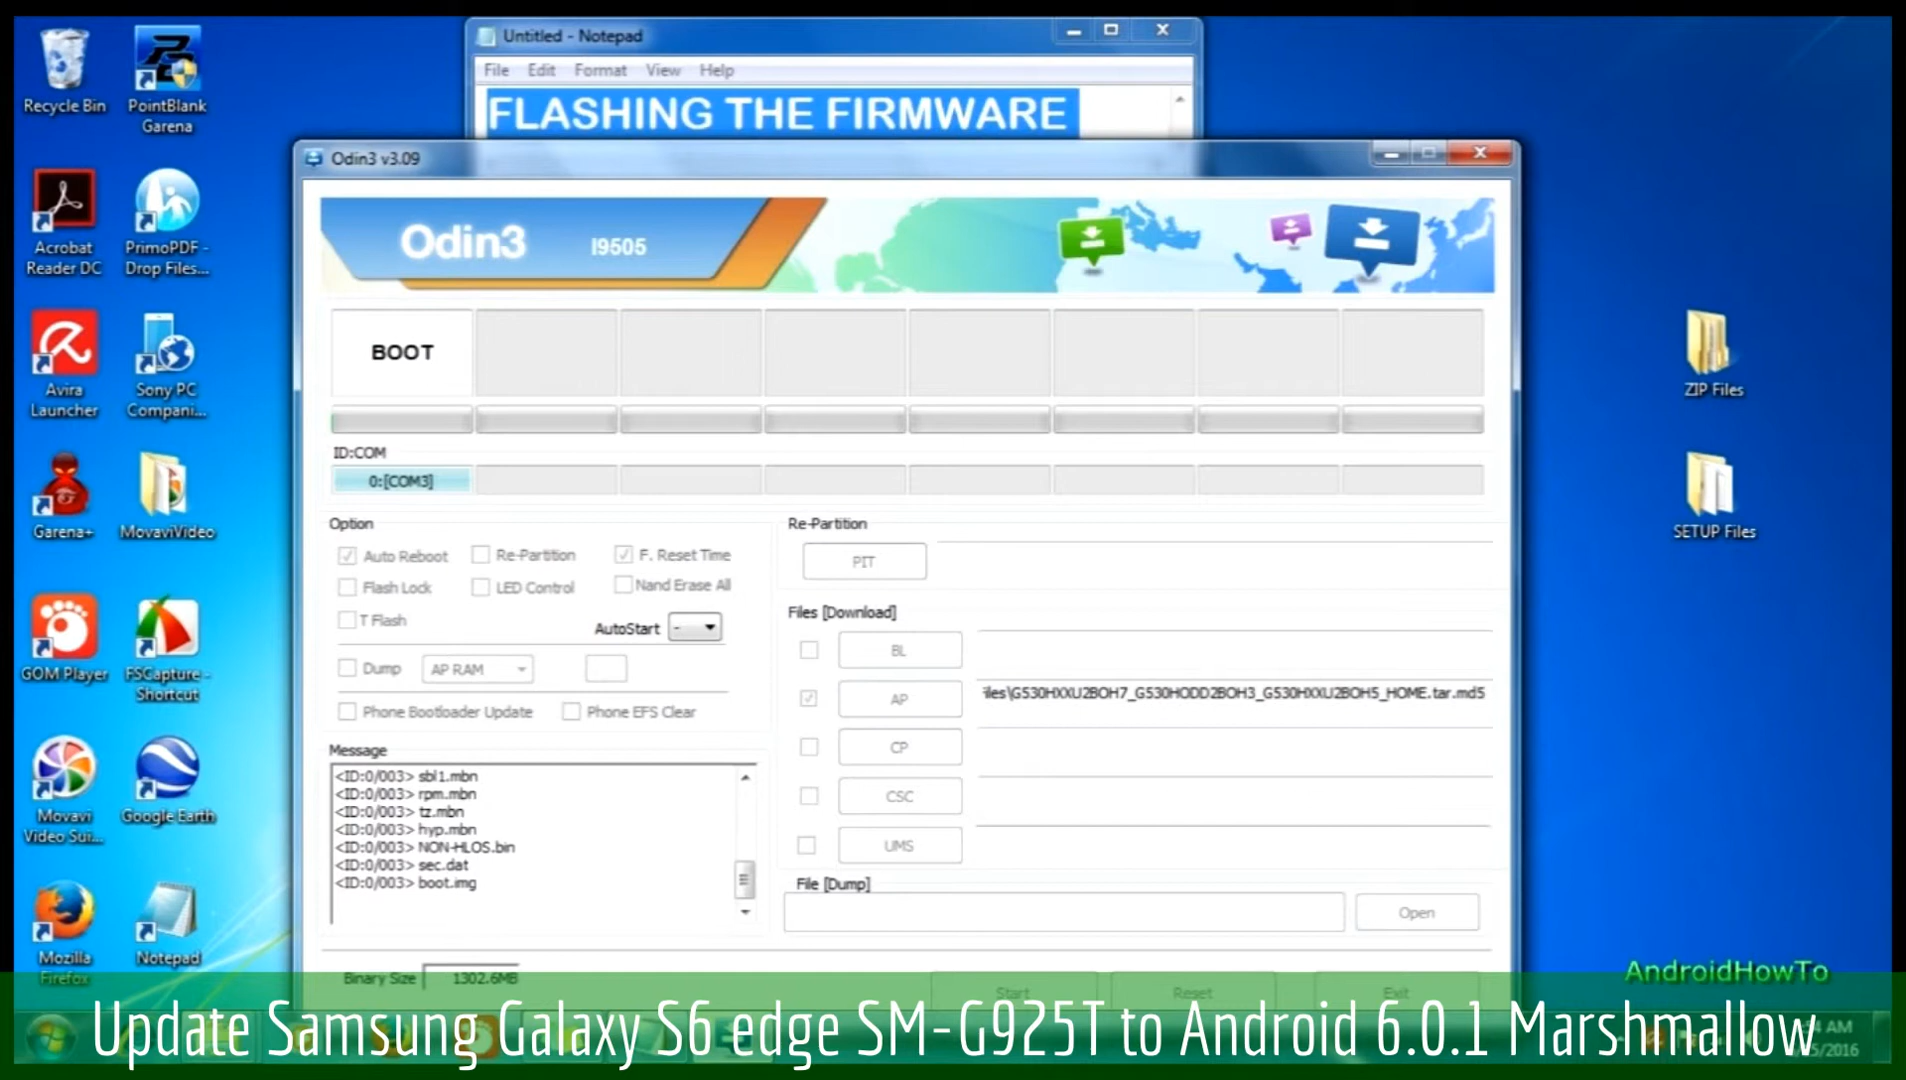 Recycle Bin
PointBlank
Garena
Acrobat
Reader DC
PrimoPDF -
Drop Files...
Avira
Launcher
Sony PC
Compani...
Garena+
MovaviVideo
GOM Player
FSCapture -
Shortcut
Movavi
Video Sui...
Google Earth
Mozilla
Firefox
Notepad
Untitled - Notepad
File Edit Format View Help
FLASHING THE FIRMWARE
Odin3 v3.09
Odin3 I9505
BOOT
ID:COM
0:[COM3]
Option
Auto Reboot Re-Partition F. Reset Time
Flash Lock LED Control Nand Erase All
T Flash
AutoStart -
Dump AP RAM
Phone Bootloader Update Phone EFS Clear
Message
<ID:0/003> sbl1.mbn
<ID:0/003> rpm.mbn
<ID:0/003> tz.mbn
<ID:0/003> hyp.mbn
<ID:0/003> NON-HLOS.bin
<ID:0/003> sec.dat
<ID:0/003> boot.img
Re-Partition
PIT
Files [Download]
BL
AP iles\G530HXXU2BOH7_G530HODD2BOH3_G530HXXU2BOH5_HOME.tar.md5
CP
CSC
UMS
File [Dump]
Open
Binary Size 1302.6MB
Start Reset Exit
ZIP Files
SETUP Files
AndroidHowTo
Update Samsung Galaxy S6 edge SM-G925T to Android 6.0.1 Marshmallow